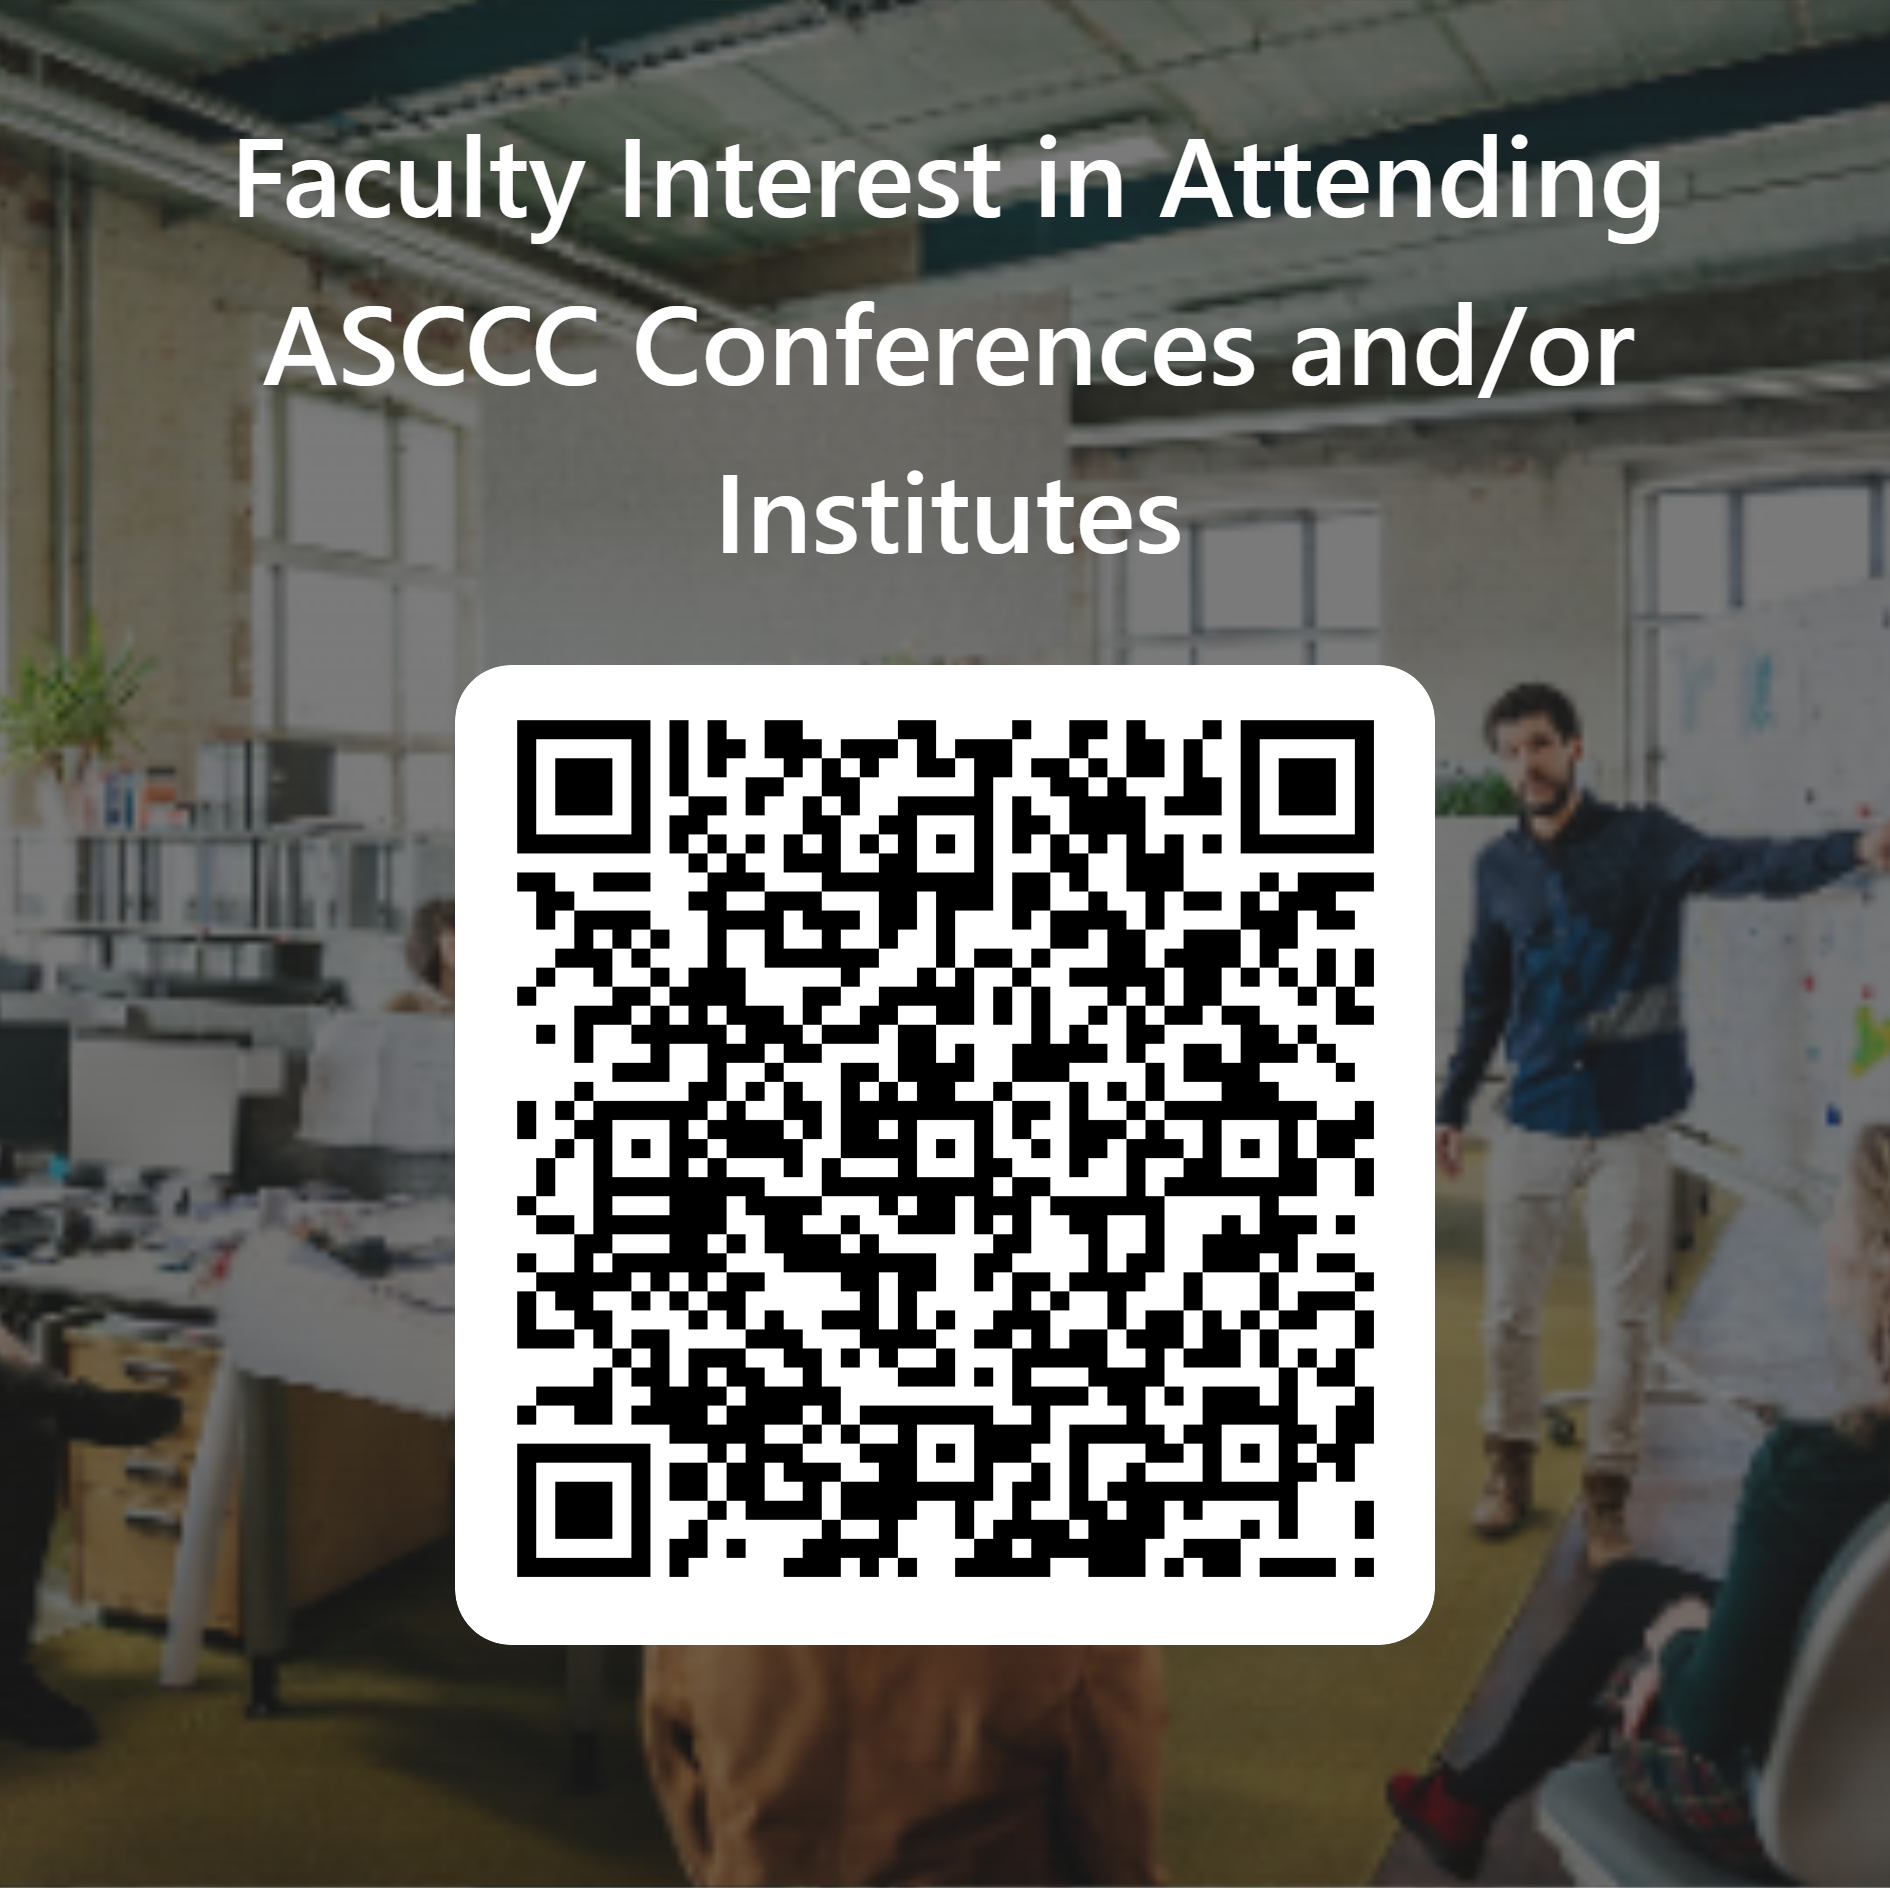 Faculty Interest in Attending
ASCCC Conferences and/or
Institutes